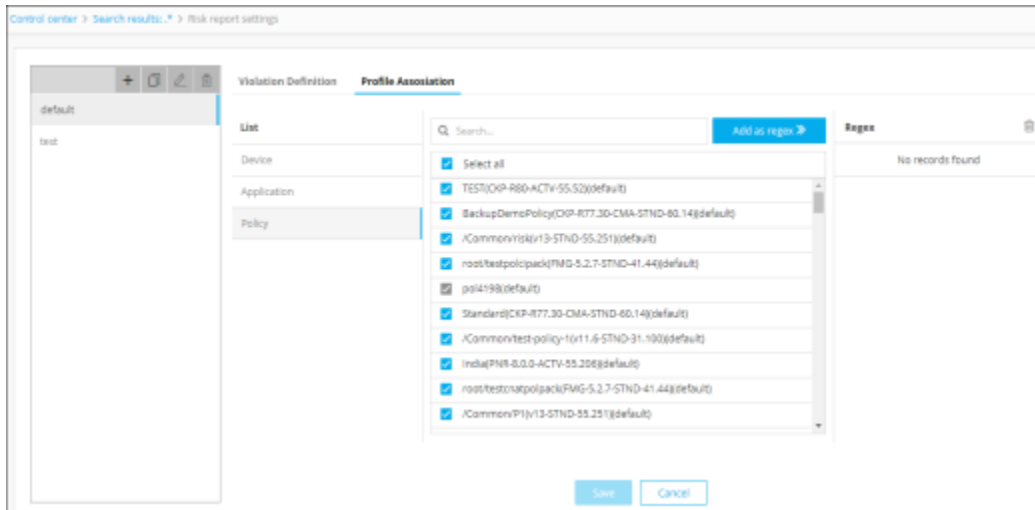 Control center > Search results: .* > Risk report settings
default
test
Violation Definition Profile Assosiation
List
Device
Application
Policy
Search...
Add as regex
Select all
TEST(CKP-R80-ACTV-55.52)(default)
BackupDemoPolicy(CKP-R77.30-CMA-STND-60.14)(default)
/Common/risk(v13-STND-55.251)(default)
root/testpolcipack(FMG-5.2.7-STND-41.44)(default)
pol4198(default)
Standard(CKP-R77.30-CMA-STND-60.14)(default)
/Common/test-policy-1(v11.6-STND-31.100)(default)
India(PNR-8.0.0-ACTV-55.206)(default)
root/testcnatpolpack(FMG-5.2.7-STND-41.44)(default)
/Common/P1(v13-STND-55.251)(default)
Regex
No records found
Save Cancel